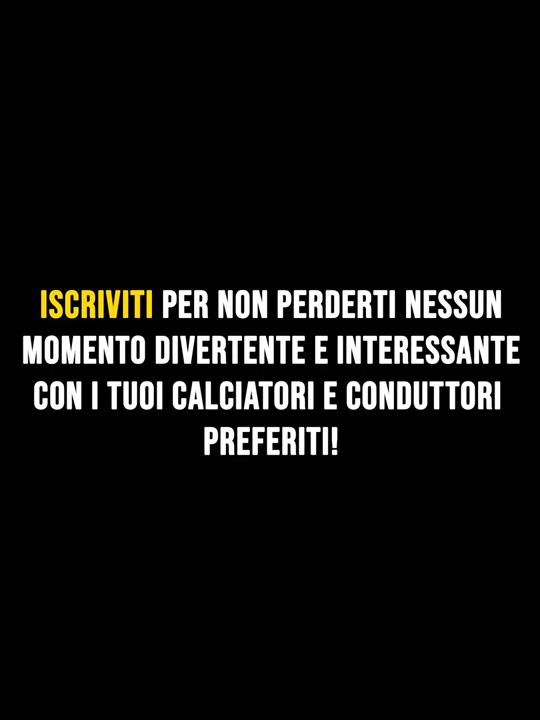 ISCRIVITI PER NON PERDERTI NESSUN
MOMENTO DIVERTENTE E INTERESSANTE
CON I TUOI CALCIATORI E CONDUTTORI
PREFERITI!